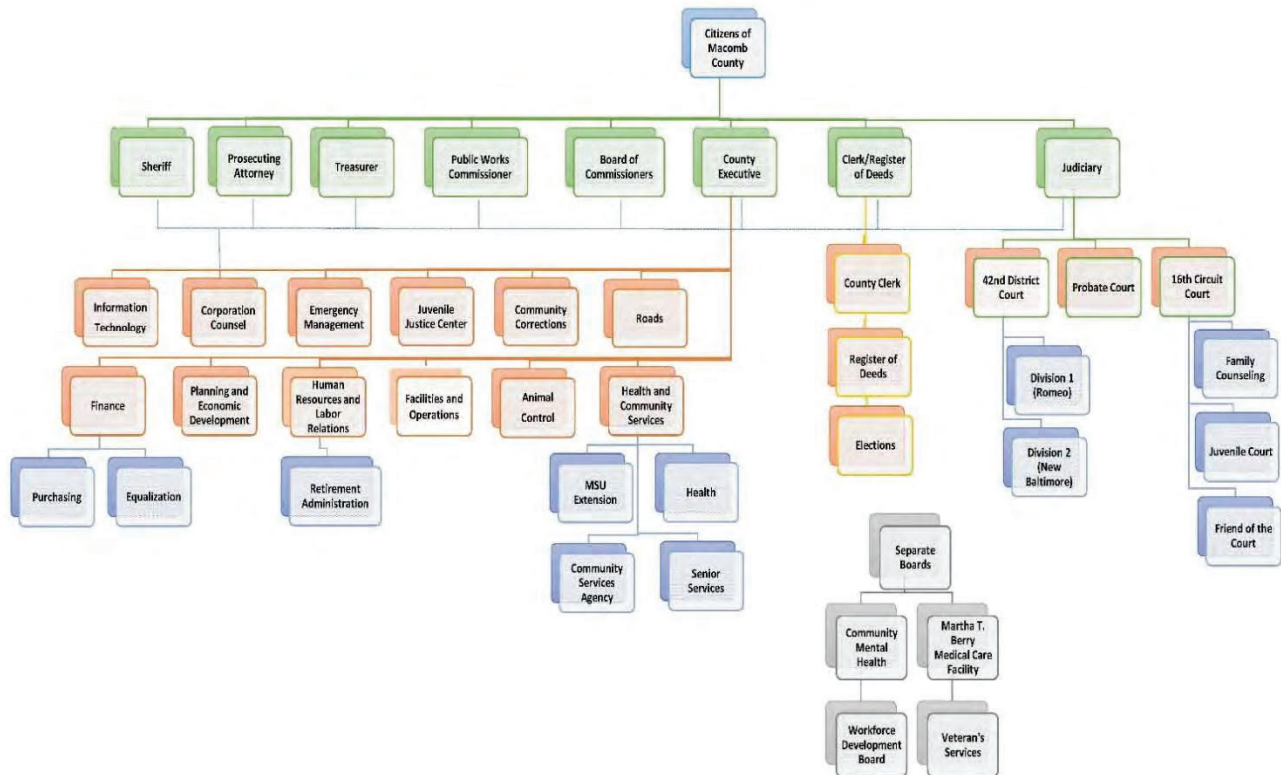 Citizens of
Macomb
County
Sheriff
Prosecuting
Attorney
Treasurer
Public Works
Commissioner
Board of
Commissioners
County
Executive
Clerk/Register
of Deeds
Judiciary
Information
Technology
Corporation
Counsel
Emergency
Management
Juvenile
Justice Center
Community
Corrections
Roads
County Clerk
42nd District
Court
Probate Court
16th Circuit
Court
Finance
Planning and
Economic
Development
Human
Resources and
Labor
Relations
Facilities and
Operations
Animal
Control
Health and
Community
Services
Register of
Deeds
Division 1
(Romeo)
Family
Counseling
Purchasing
Equalization
Retirement
Administration
MSU
Extension
Health
Elections
Division 2
(New
Baltimore)
Juvenile Court
Community
Services
Agency
Senior
Services
Friend of the
Court
Separate
Boards
Community
Mental
Health
Martha T.
Berry
Medical Care
Facility
Workforce
Development
Board
Veteran's
Services